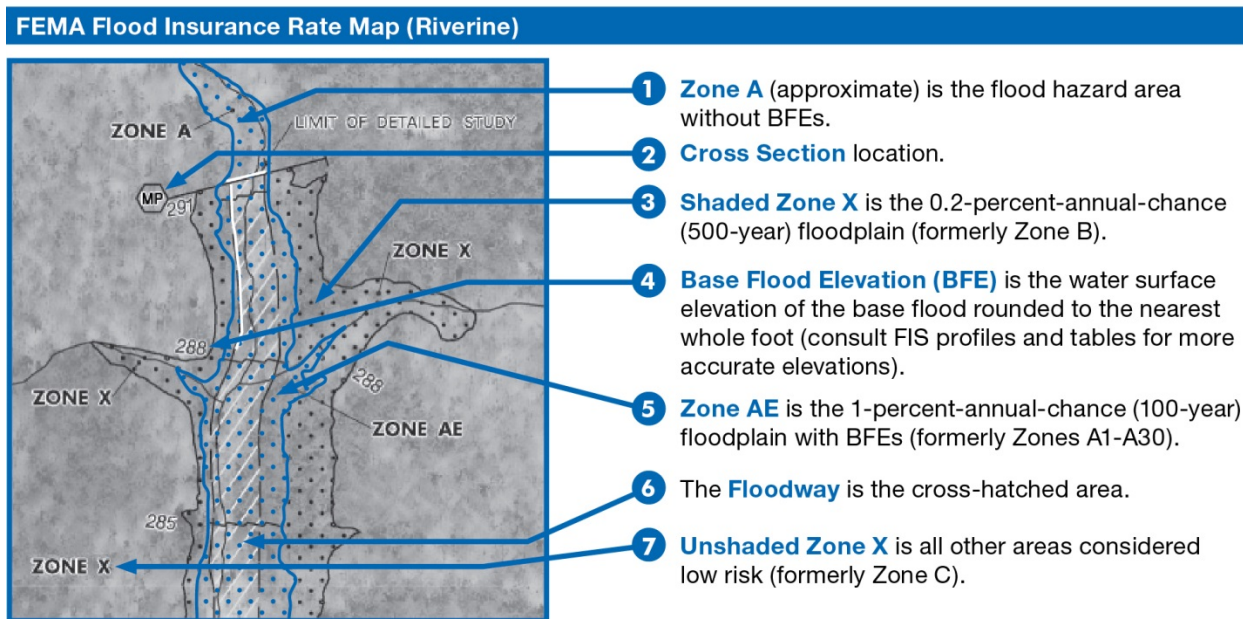 FEMA Flood Insurance Rate Map (Riverine)
ZONE A
LIMIT OF DETAILED STUDY
MP
291
ZONE X
288
ZONE X
288
ZONE AE
285
ZONE X
1 Zone A (approximate) is the flood hazard area
without BFEs.
2 Cross Section location.
3 Shaded Zone X is the 0.2-percent-annual-chance
(500-year) floodplain (formerly Zone B).
4 Base Flood Elevation (BFE) is the water surface
elevation of the base flood rounded to the nearest
whole foot (consult FIS profiles and tables for more
accurate elevations).
5 Zone AE is the 1-percent-annual-chance (100-year)
floodplain with BFEs (formerly Zones A1-A30).
6 The Floodway is the cross-hatched area.
7 Unshaded Zone X is all other areas considered
low risk (formerly Zone C).